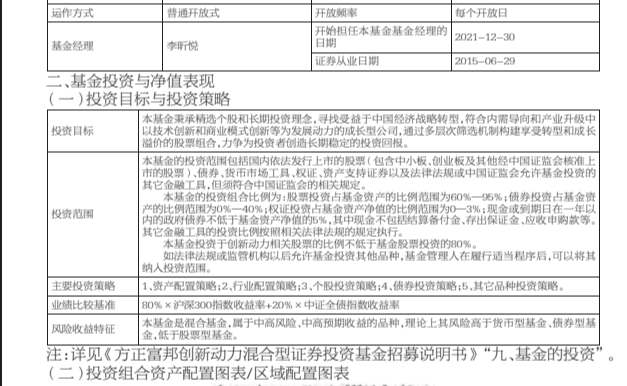 运作方式 普通开放式 开放频率 每个开放日
基金经理 李昕悦 开始担任本基金基金经理的日期 2021-12-30
证券从业日期 2015-06-29
二、基金投资与净值表现
(一)投资目标与投资策略
投资目标
本基金秉承精选个股和长期投资理念,寻找受益于中国经济战略转型,符合内需导向和产业升级中
以技术创新和商业模式创新等为发展动力的成长型公司,通过多层次筛选机制构建享受转型和成长
溢价的股票组合,力争为投资者创造长期稳定的投资回报。
投资范围
本基金的投资范围包括国内依法发行上市的股票(包含中小板、创业板及其他经中国证监会核准上
市的股票)、债券、货币市场工具、权证、资产支持证券以及法律法规或中国证监会允许基金投资的
其它金融工具,但须符合中国证监会的相关规定。
本基金的投资组合比例为:股票投资占基金资产的比例范围为60%—95%;债券投资占基金资
产的比例范围为0%—40%;权证投资占基金资产净值的比例范围为0—3%;现金或到期日在一年以
内的政府债券不低于基金资产净值的5%,其中现金不包括结算备付金、存出保证金、应收申购款等。
其它金融工具的投资比例按照相关法律法规的规定执行。
本基金投资于创新动力相关股票的比例不低于基金股票投资的80%。
如法律法规或监管机构以后允许基金投资其他品种,基金管理人在履行适当程序后,可以将其
纳入投资范围。
主要投资策略 1、资产配置策略;2、行业配置策略;3、个股投资策略;4、债券投资策略;5、其它品种投资策略。
业绩比较基准 80%×沪深300指数收益率+20%×中证全债指数收益率
风险收益特征
本基金是混合基金,属于中高风险、中高预期收益的品种,理论上其风险高于货币型基金、债券型基
金,低于股票型基金。
注:详见《方正富邦创新动力混合型证券投资基金招募说明书》“九、基金的投资”。
(二)投资组合资产配置图表/区域配置图表